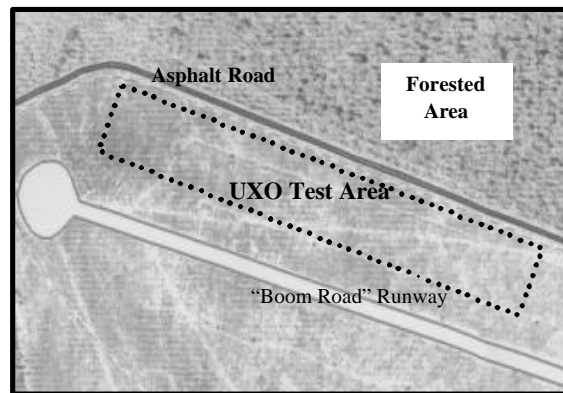 Asphalt Road
Forested
Area
UXO Test Area
“Boom Road” Runway